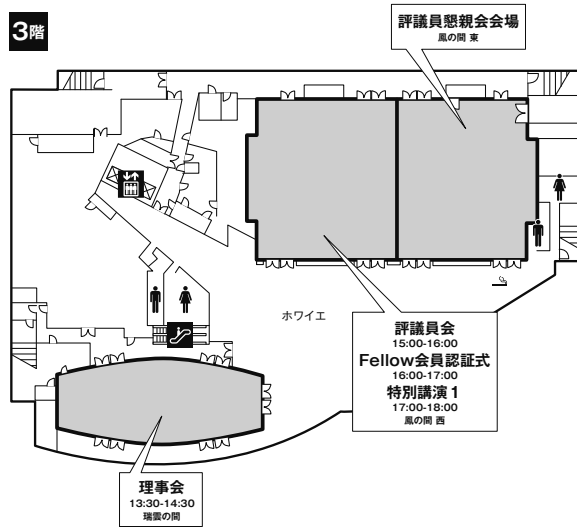 3階
評議員懇親会会場
鳳の間 東
ホワイエ
評議員会
15:00-16:00
Fellow会員認証式
16:00-17:00
特別講演 1
17:00-18:00
鳳の間 西
理事会
13:30-14:30
瑞雲の間